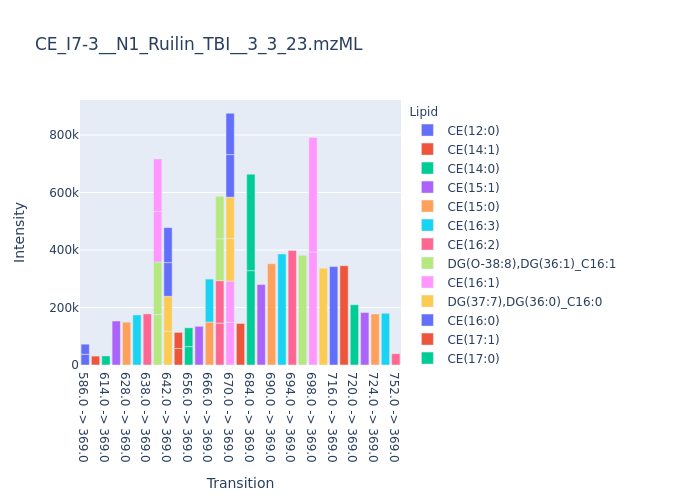 CE_I7-3__N1_Ruilin_TBI__3_3_23.mzML
Lipid
CE(12:0)
CE(14:1)
CE(14:0)
CE(15:1)
CE(15:0)
CE(16:3)
CE(16:2)
DG(O-38:8),DG(36:1)_C16:1
CE(16:1)
DG(37:7),DG(36:0)_C16:0
CE(16:0)
CE(17:1)
CE(17:0)
Intensity
800k
600k
400k
200k
0
586.0 -> 369.0
614.0 -> 369.0
628.0 -> 369.0
638.0 -> 369.0
642.0 -> 369.0
656.0 -> 369.0
666.0 -> 369.0
670.0 -> 369.0
684.0 -> 369.0
690.0 -> 369.0
694.0 -> 369.0
698.0 -> 369.0
716.0 -> 369.0
720.0 -> 369.0
724.0 -> 369.0
752.0 -> 369.0
Transition